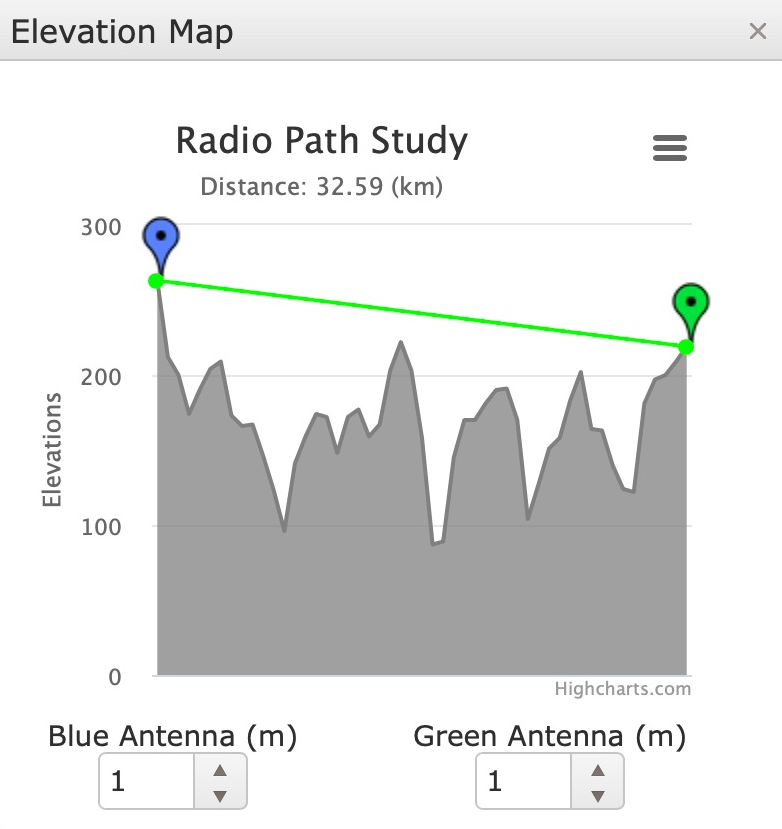 Elevation Map ×
Radio Path Study
Distance: 32.59 (km)
300
200
100
0
Elevations
Highcharts.com
Blue Antenna (m) Green Antenna (m)
1 1